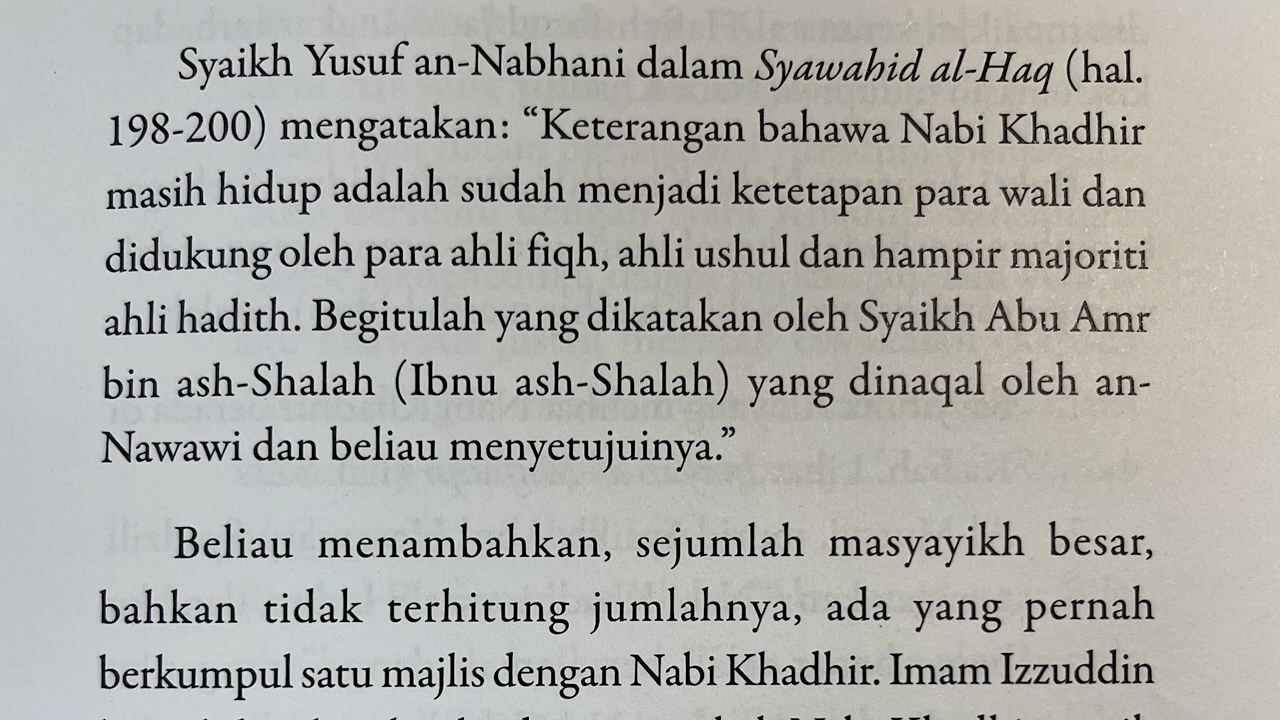 Syaikh Yusuf an-Nabhani dalam Syawahid al-Haq (hal.
198-200) mengatakan: “Keterangan bahawa Nabi Khadhir
masih hidup adalah sudah menjadi ketetapan para wali dan
didukung oleh para ahli fiqh, ahli ushul dan hampir majoriti
ahli hadith. Begitulah yang dikatakan oleh Syaikh Abu Amr
bin ash-Shalah (Ibnu ash-Shalah) yang dinaqal oleh an-
Nawawi dan beliau menyetujuinya.”
Beliau menambahkan, sejumlah masyayikh besar,
bahkan tidak terhitung jumlahnya, ada yang pernah
berkumpul satu majlis dengan Nabi Khadhir. Imam Izzuddin